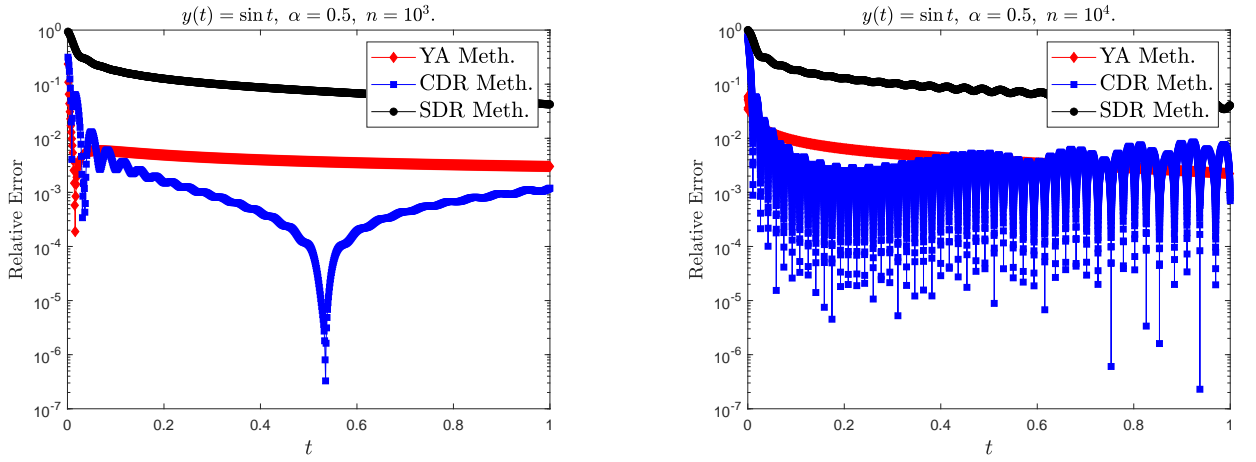 y(t) = sin t, α = 0.5, n = 10³.
Relative Error
10⁰
10⁻¹
10⁻²
10⁻³
10⁻⁴
10⁻⁵
10⁻⁶
10⁻⁷
YA Meth.
CDR Meth.
SDR Meth.
0 0.2 0.4 0.6 0.8 1
t
y(t) = sin t, α = 0.5, n = 10⁴.
Relative Error
10⁰
10⁻¹
10⁻²
10⁻³
10⁻⁴
10⁻⁵
10⁻⁶
10⁻⁷
YA Meth.
CDR Meth.
SDR Meth.
0 0.2 0.4 0.6 0.8 1
t